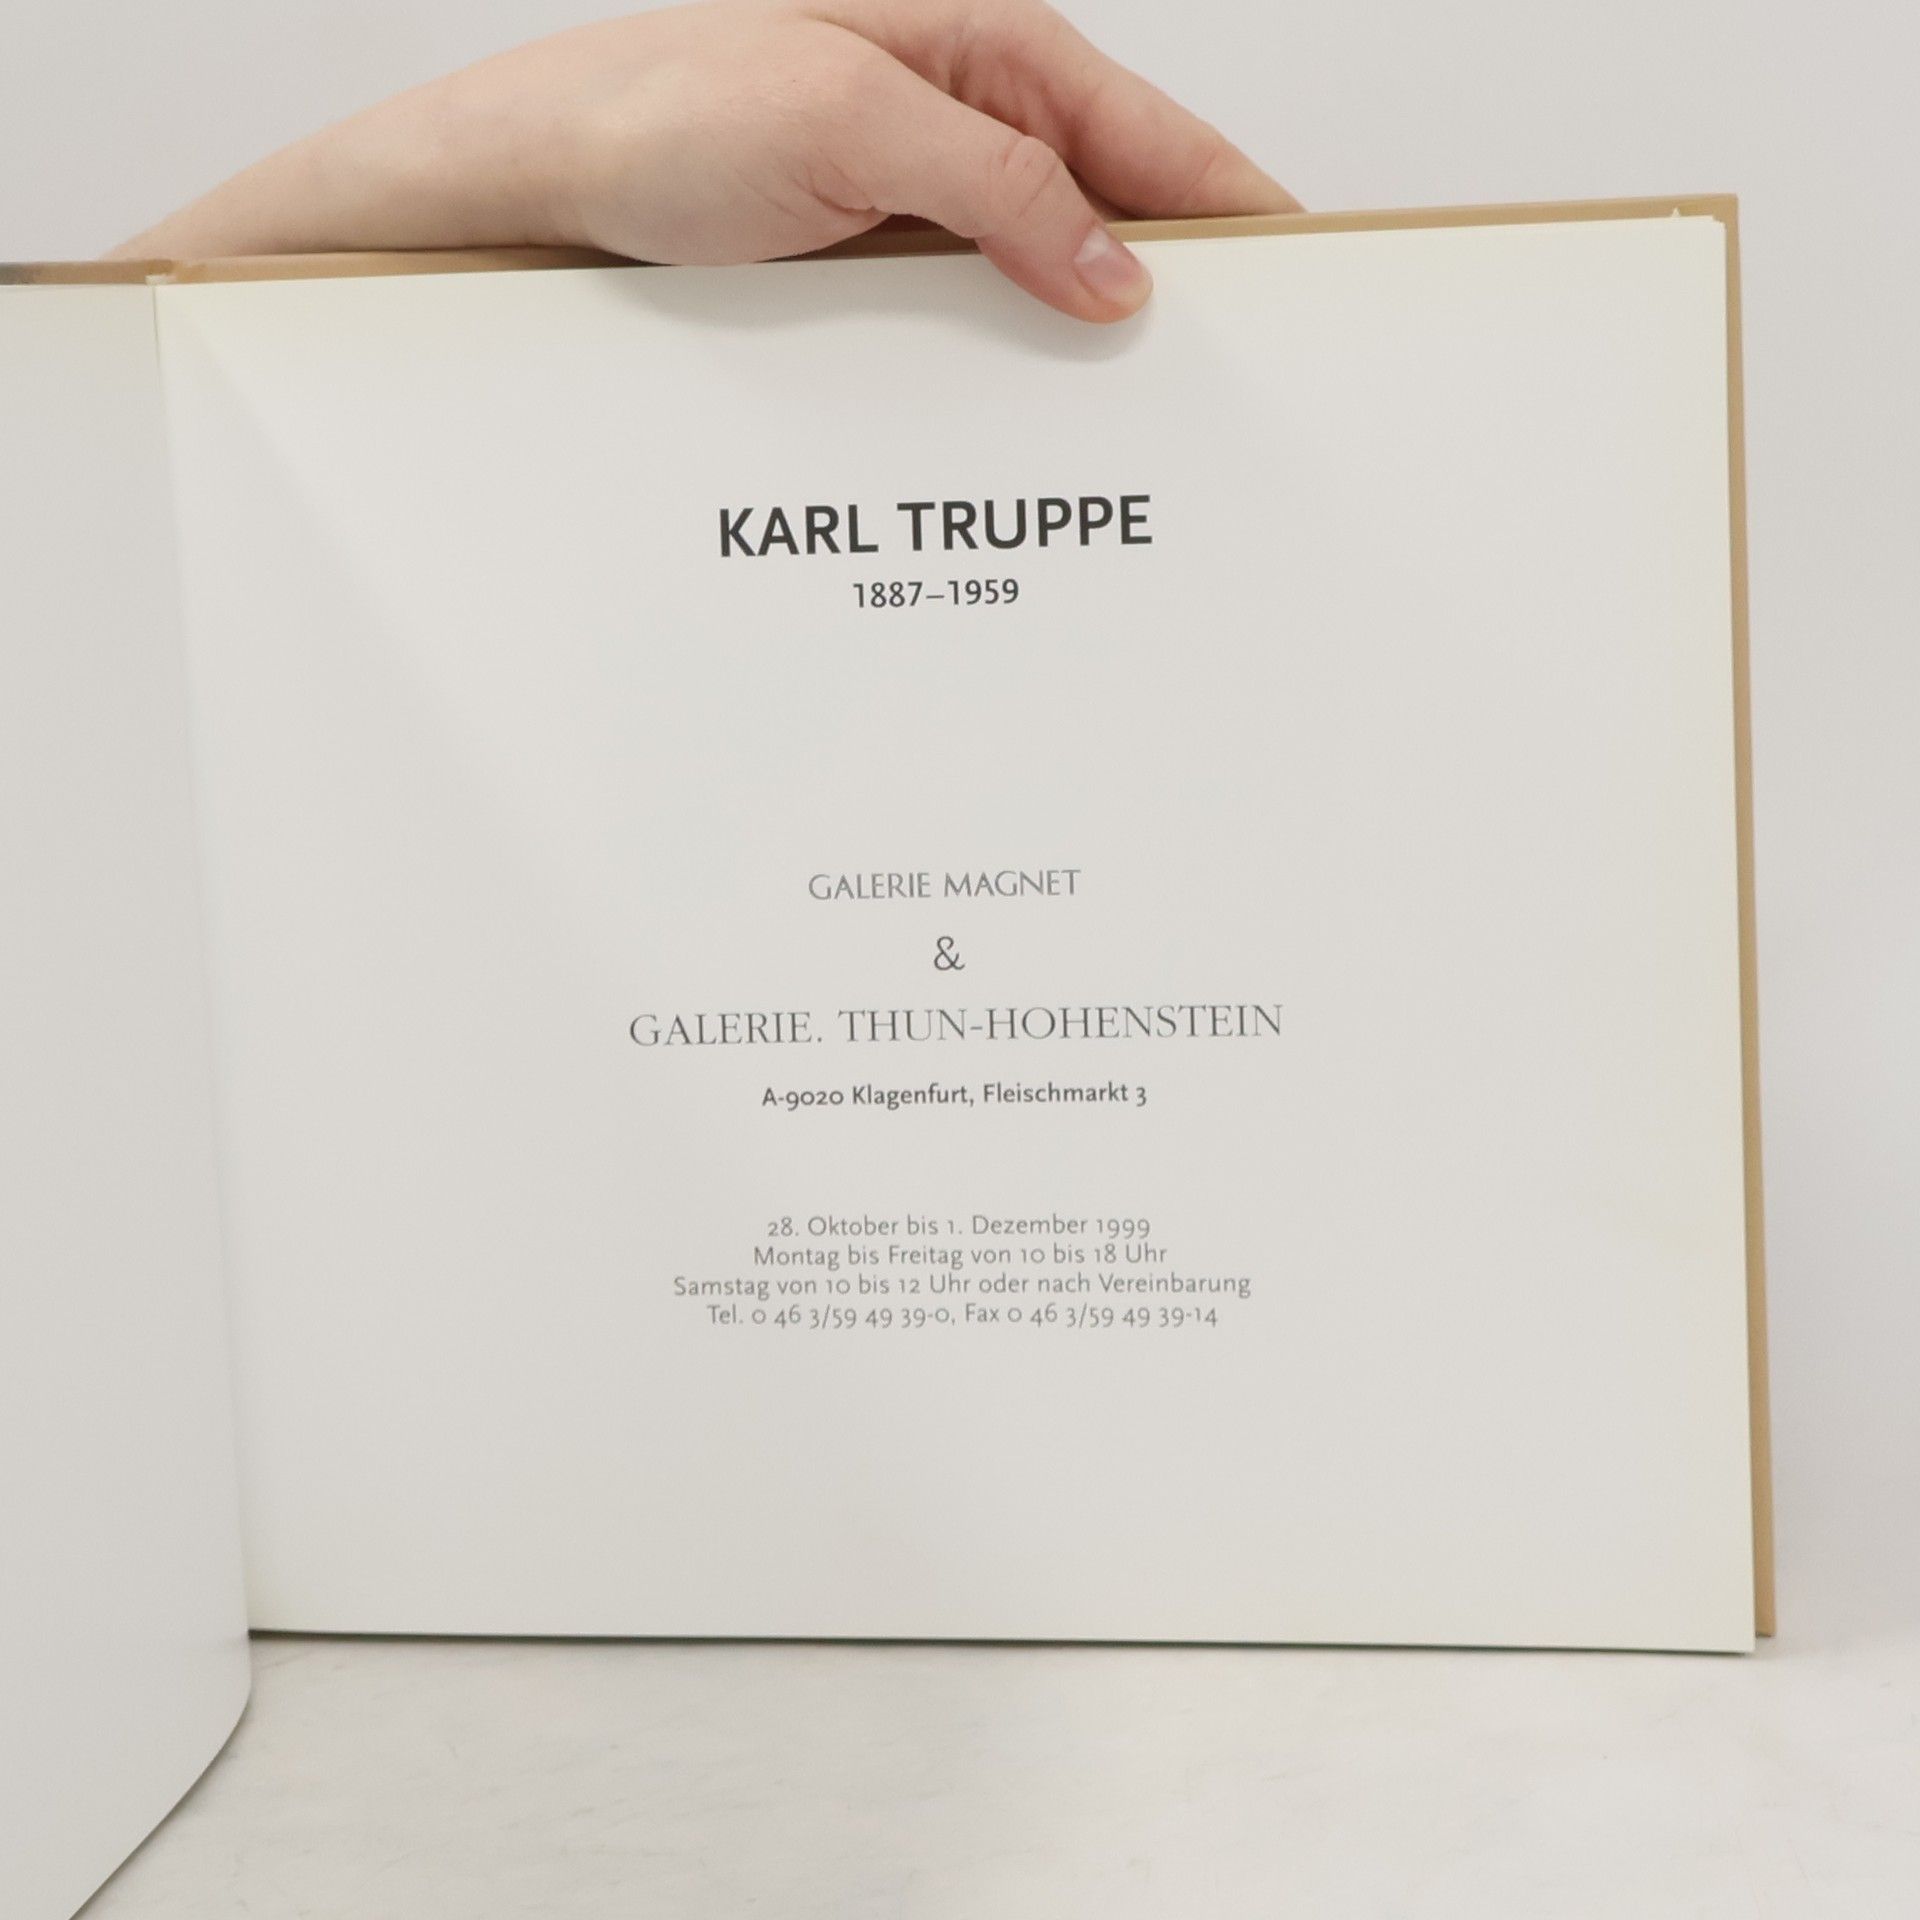 KARL TRUPPE
1887–1959
GALERIE MAGNET
&
GALERIE. THUN-HOHENSTEIN
A-9020 Klagenfurt, Fleischmarkt 3
28. Oktober bis 1. Dezember 1999
Montag bis Freitag von 10 bis 18 Uhr
Samstag von 10 bis 12 Uhr oder nach Vereinbarung
Tel. 0 46 3/59 49 39-0, Fax 0 46 3/59 49 39-14